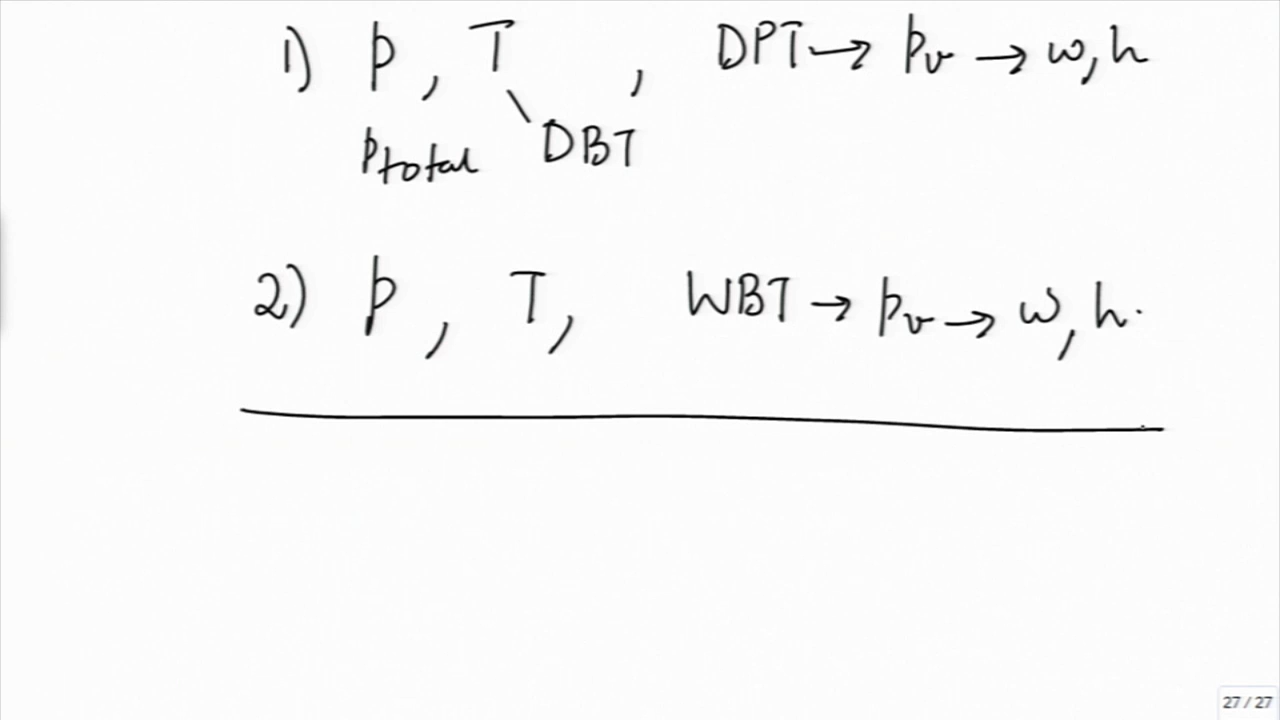 1) p, T, DPT → pv → w, h
ptotal DBT
2) p, T, WBT → pv → w, h.
27 / 27